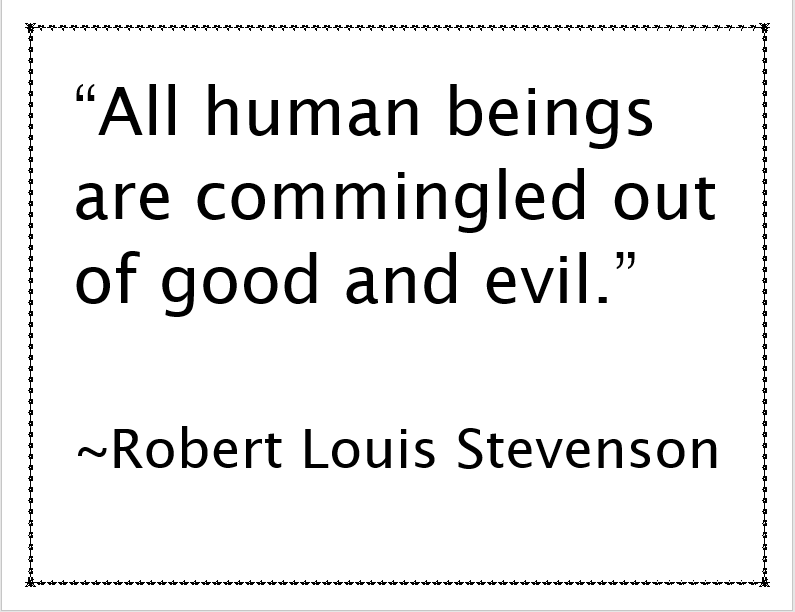 “All human beings
are commingled out
of good and evil.”
~Robert Louis Stevenson